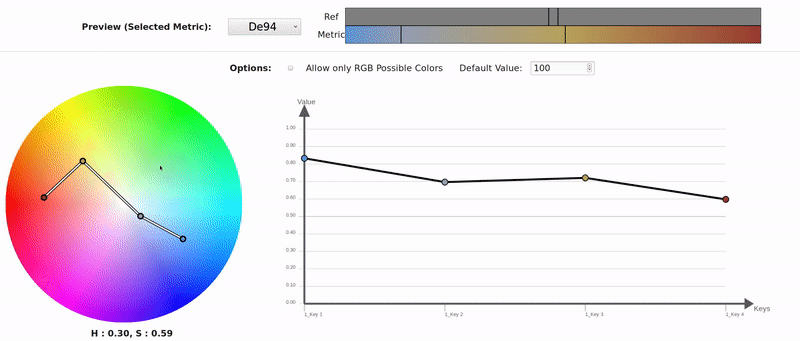 Ref
Preview (Selected Metric): De94
Metric
Options: Allow only RGB Possible Colors Default Value: 100
Value
1.00
0.90
0.80
0.70
0.60
0.50
0.40
0.30
0.20
0.10
0.00
Keys
1_Key 1 1_Key 2 1_Key 3 1_Key 4
H : 0.30, S : 0.59